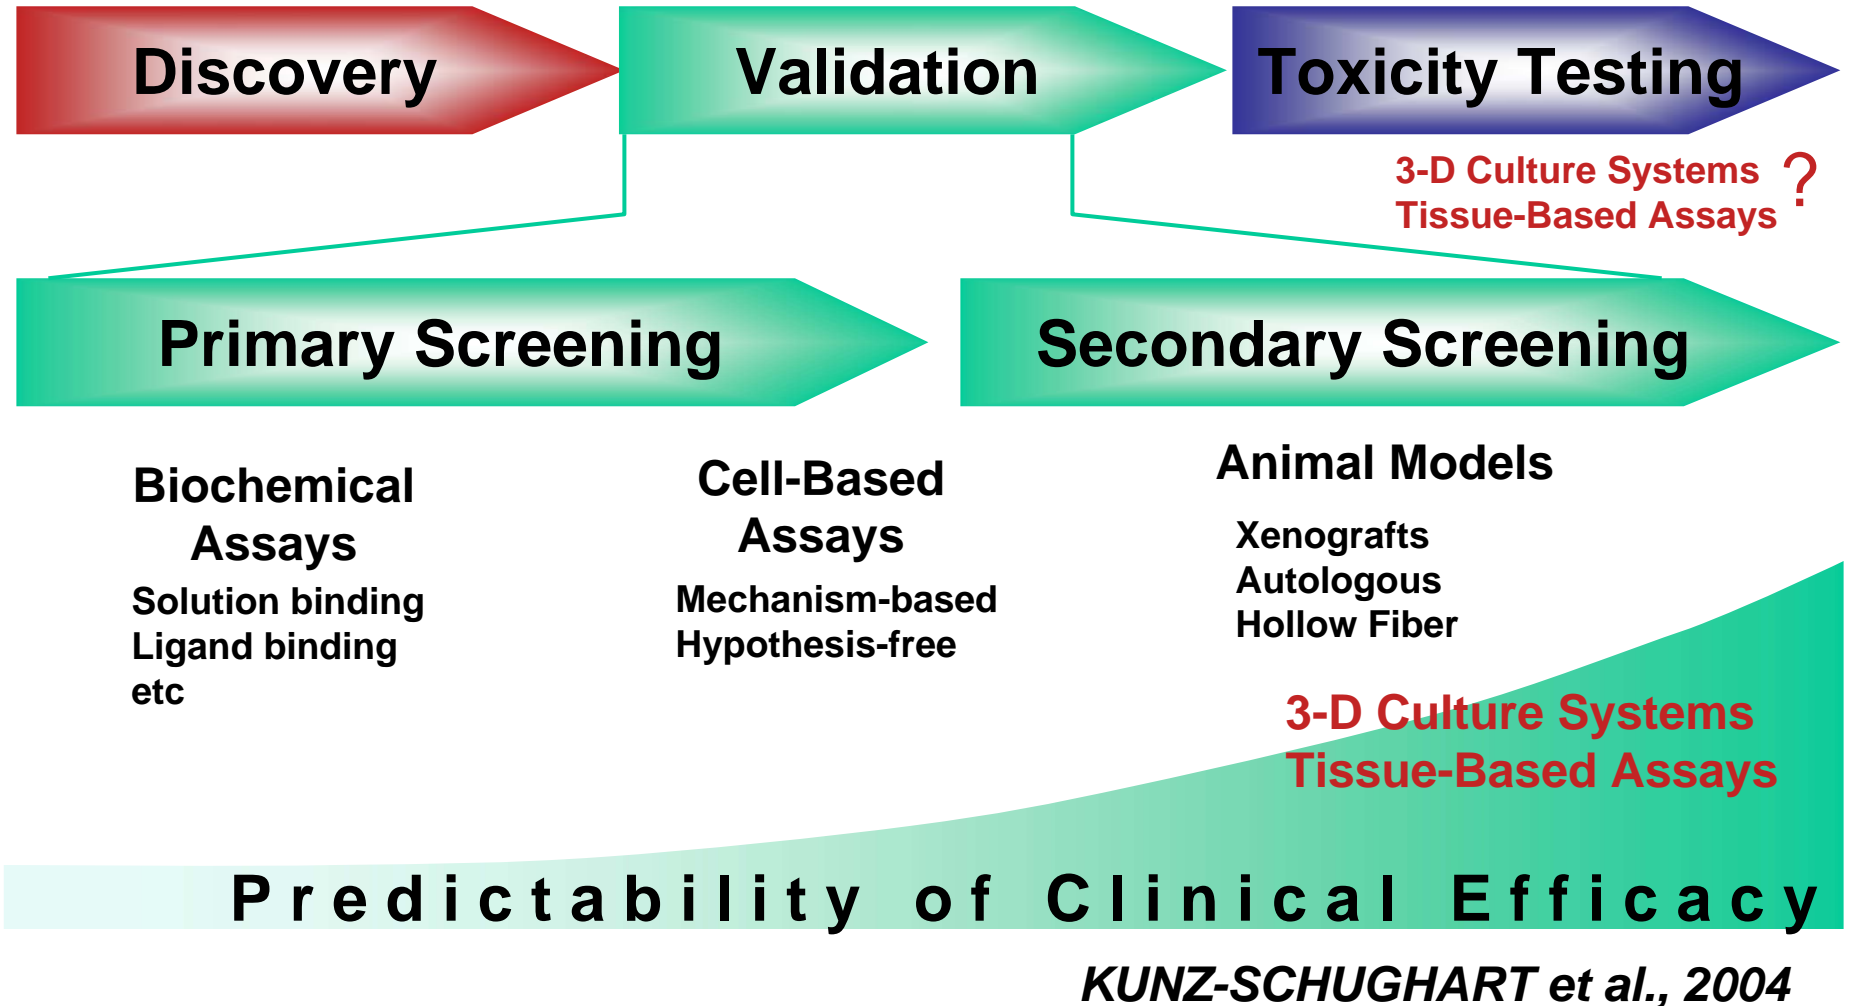 Discovery
Validation
Toxicity Testing
3-D Culture Systems ?
Tissue-Based Assays
Primary Screening
Secondary Screening
Biochemical
Assays
Solution binding
Ligand binding
etc
Cell-Based
Assays
Mechanism-based
Hypothesis-free
Animal Models
Xenografts
Autologous
Hollow Fiber
3-D Culture Systems
Tissue-Based Assays
Predictability of Clinical Efficacy
KUNZ-SCHUGHART et al., 2004